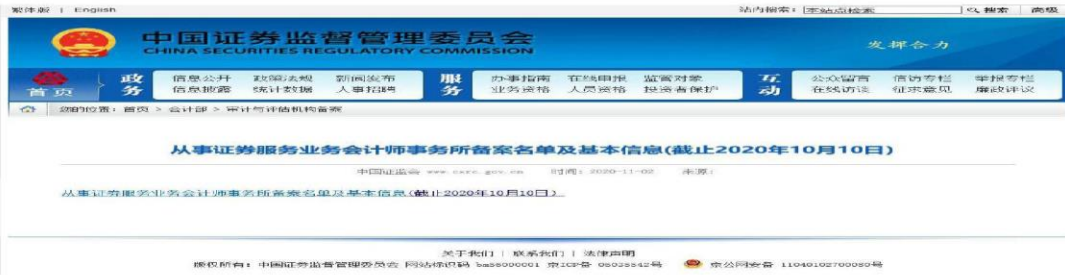 繁体版 | English 站内搜索： 本站点检索 搜索 高级
中国证券监督管理委员会
CHINA SECURITIES REGULATORY COMMISSION
发挥合力
首页 政务 信息公开 政策法规 新闻发布 服务 办事指南 在线申报 监管对象 互动 公众留言 信访专栏 举报专栏
信息披露 统计数据 人事招聘 业务资格 人员资格 投资者保护 在线访谈 征求意见 廉政评议
您的位置：首页 > 会计部 > 审计与评估机构备案
从事证券服务业务会计师事务所备案名单及基本信息(截止2020年10月10日)
中国证监会 www.csrc.gov.cn 时间：2020-11-02 来源：
从事证券服务业务会计师事务所备案名单及基本信息(截止2020年10月10日)
关于我们 | 联系我们 | 法律声明
版权所有：中国证券监督管理委员会 网站标识码 bm56000001 京ICP备 05035542号 京公网安备 11040102700080号